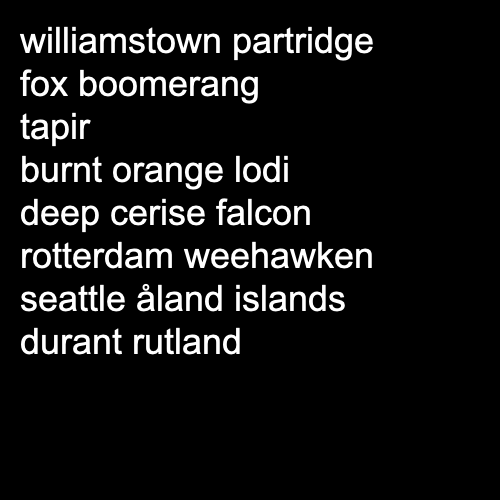 williamstown partridge
fox boomerang
tapir
burnt orange lodi
deep cerise falcon
rotterdam weehawken
seattle åland islands
durant rutland